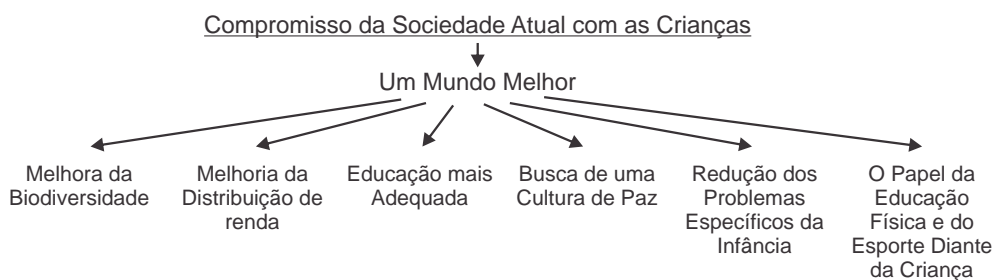 Compromisso da Sociedade Atual com as Crianças
Um Mundo Melhor
Melhora da
Biodiversidade
Melhoria da
Distribuição de
renda
Educação mais
Adequada
Busca de uma
Cultura de Paz
Redução dos
Problemas
Específicos da
Infância
O Papel da
Educação
Física e do
Esporte Diante
da Criança